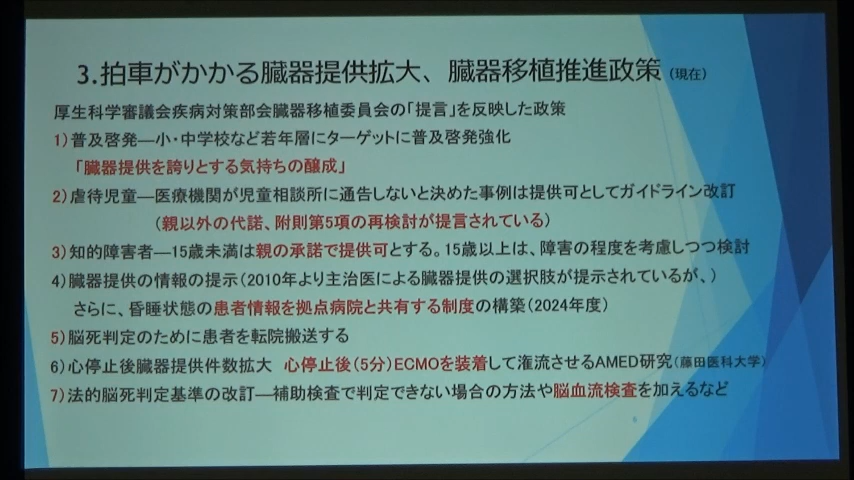 3.拍車がかかる臓器提供拡大、臓器移植推進政策（現在）
厚生科学審議会疾病対策部会臓器移植委員会の「提言」を反映した政策
1）普及啓発―小・中学校など若年層にターゲットに普及啓発強化
「臓器提供を誇りとする気持ちの醸成」
2）虐待児童―医療機関が児童相談所に通告しないと決めた事例は提供可としてガイドライン改訂
（親以外の代諾、附則第5項の再検討が提言されている）
3）知的障害者―15歳未満は親の承諾で提供可とする。15歳以上は、障害の程度を考慮しつつ検討
4）臓器提供の情報の提示（2010年より主治医による臓器提供の選択肢が提示されているが、）
さらに、昏睡状態の患者情報を拠点病院と共有する制度の構築（2024年度）
5）脳死判定のために患者を転院搬送する
6）心停止後臓器提供件数拡大　心停止後（5分）ECMOを装着して潅流させるAMED研究（藤田医科大学）
7）法的脳死判定基準の改訂―補助検査で判定できない場合の方法や脳血流検査を加えるなど